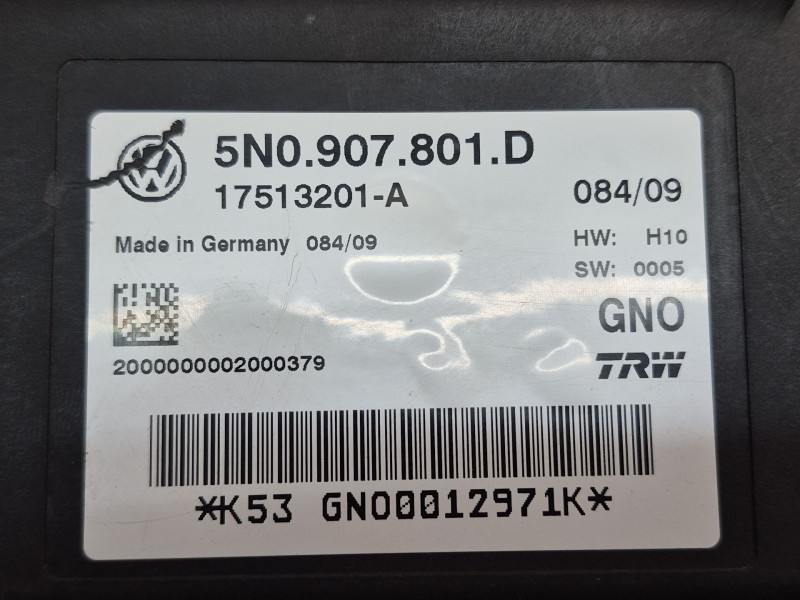 5N0.907.801.D
17513201-A 084/09
Made in Germany 084/09 HW: H10
SW: 0005
GNO
2000000002000379 TRW
*K53 GNO00012971K*